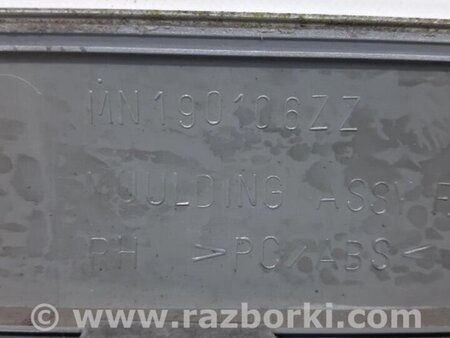 MN190106ZZ
MOULDING ASSY
RH >PC/ABS<
© www.razborki.com